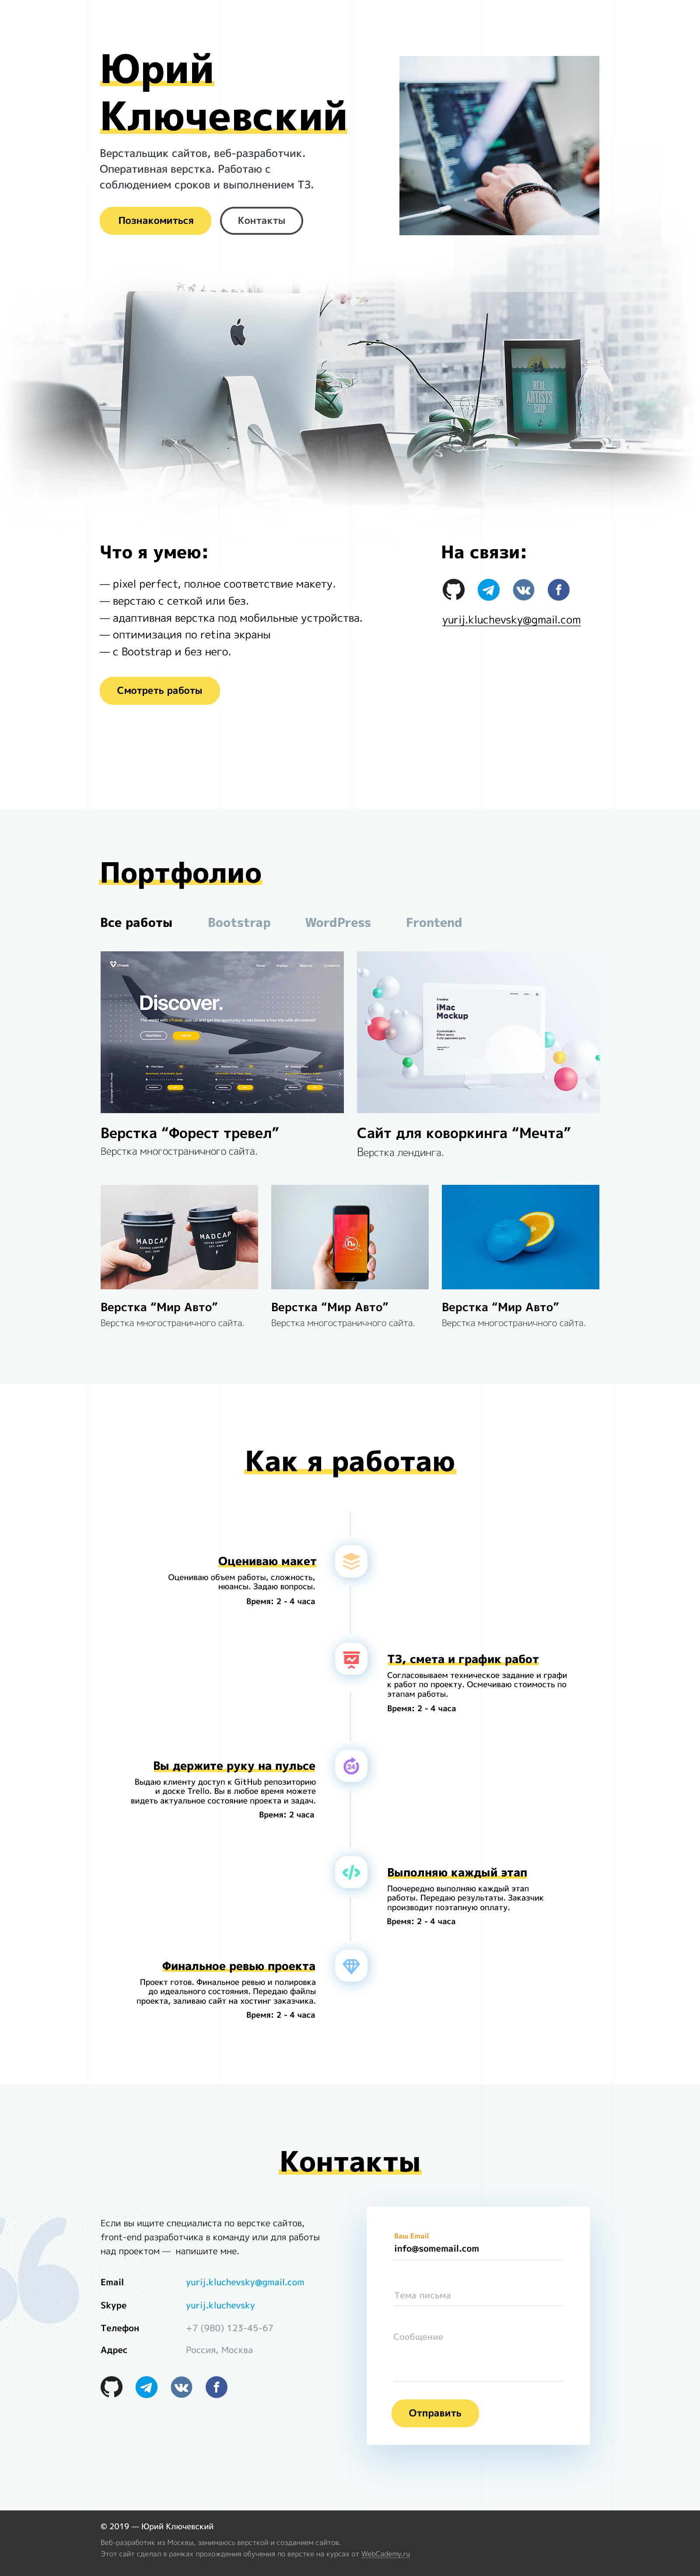 Юрий
Ключевский
Верстальщик сайтов, веб-разработчик.
Оперативная верстка. Работаю с
соблюдением сроков и выполнением ТЗ.
Познакомиться
Контакты
REAL
ARTISTS
SHIP
Что я умею:
— pixel perfect, полное соответствие макету.
— верстаю с сеткой или без.
— адаптивная верстка под мобильные устройства.
— оптимизация по retina экраны
— с Bootstrap и без него.
Смотреть работы
На связи:
yurij.kluchevsky@gmail.com
Портфолио
Все работы
Bootstrap
WordPress
Frontend
Discover.
Creative
iMac
Mockup
Верстка “Форест тревел”
Верстка многостраничного сайта.
Сайт для коворкинга “Мечта”
Верстка лендинга.
MADCAP
MADCAP
Верстка “Мир Авто”
Верстка многостраничного сайта.
Верстка “Мир Авто”
Верстка многостраничного сайта.
Верстка “Мир Авто”
Верстка многостраничного сайта.
Как я работаю
Оцениваю макет
Оцениваю объем работы, сложность,
нюансы. Задаю вопросы.
Время: 2 - 4 часа
ТЗ, смета и график работ
Согласовываем техническое задание и графи
к работ по проекту. Осмечиваю стоимость по
этапам работы.
Время: 2 - 4 часа
24
Вы держите руку на пульсе
Выдаю клиенту доступ к GitHub репозиторию
и доске Trello. Вы в любое время можете
видеть актуальное состояние проекта и задач.
Время: 2 часа
Выполняю каждый этап
Поочередно выполняю каждый этап
работы. Передаю результаты. Заказчик
производит поэтапную оплату.
Время: 2 - 4 часа
Финальное ревью проекта
Проект готов. Финальное ревью и полировка
до идеального состояния. Передаю файлы
проекта, заливаю сайт на хостинг заказчика.
Время: 2 - 4 часа
Контакты
Если вы ищите специалиста по верстке сайтов,
front-end разработчика в команду или для работы
над проектом — напишите мне.
Email yurij.kluchevsky@gmail.com
Skype yurij.kluchevsky
Телефон +7 (980) 123-45-67
Адрес Россия, Москва
Ваш Email
info@somemail.com
Тема письма
Сообщение
Отправить
© 2019 — Юрий Ключевский
Веб-разработик из Москвы, занимаюсь версткой и созданием сайтов.
Этот сайт сделал в рамках прохождения обучения по верстке на курсах от WebCademy.ru